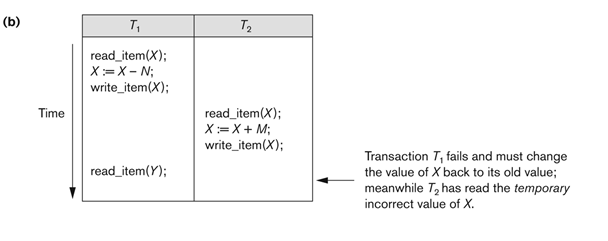 (b)
T₁ T₂
read_item(X);
X := X – N;
write_item(X);
Time
read_item(X);
X := X + M;
write_item(X);
read_item(Y);
Transaction T₁ fails and must change
the value of X back to its old value;
meanwhile T₂ has read the temporary
incorrect value of X.